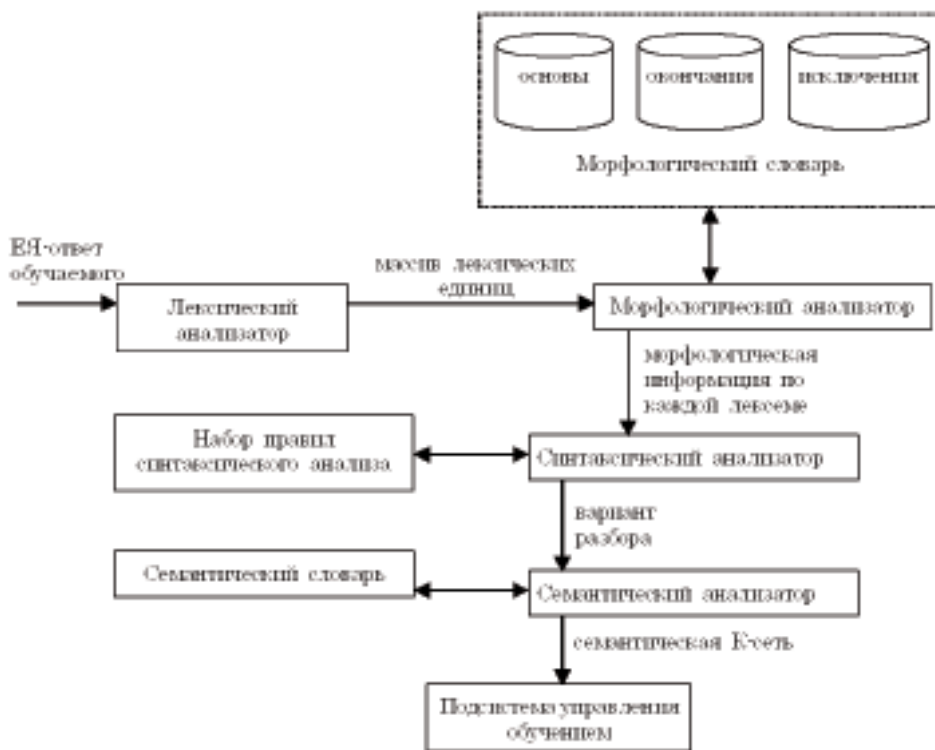 основы
окончания
исключения
Морфологический словарь
ЕЯ-ответ
обучаемого
массив лексических
единиц
Лексический
анализатор
Морфологический анализатор
морфологическая
информация по
каждой лексеме
Набор правил
синтаксического анализа
Синтаксический анализатор
вариант
разбора
Семантический словарь
Семантический анализатор
семантическая К-сеть
Подсистема управления
обучением